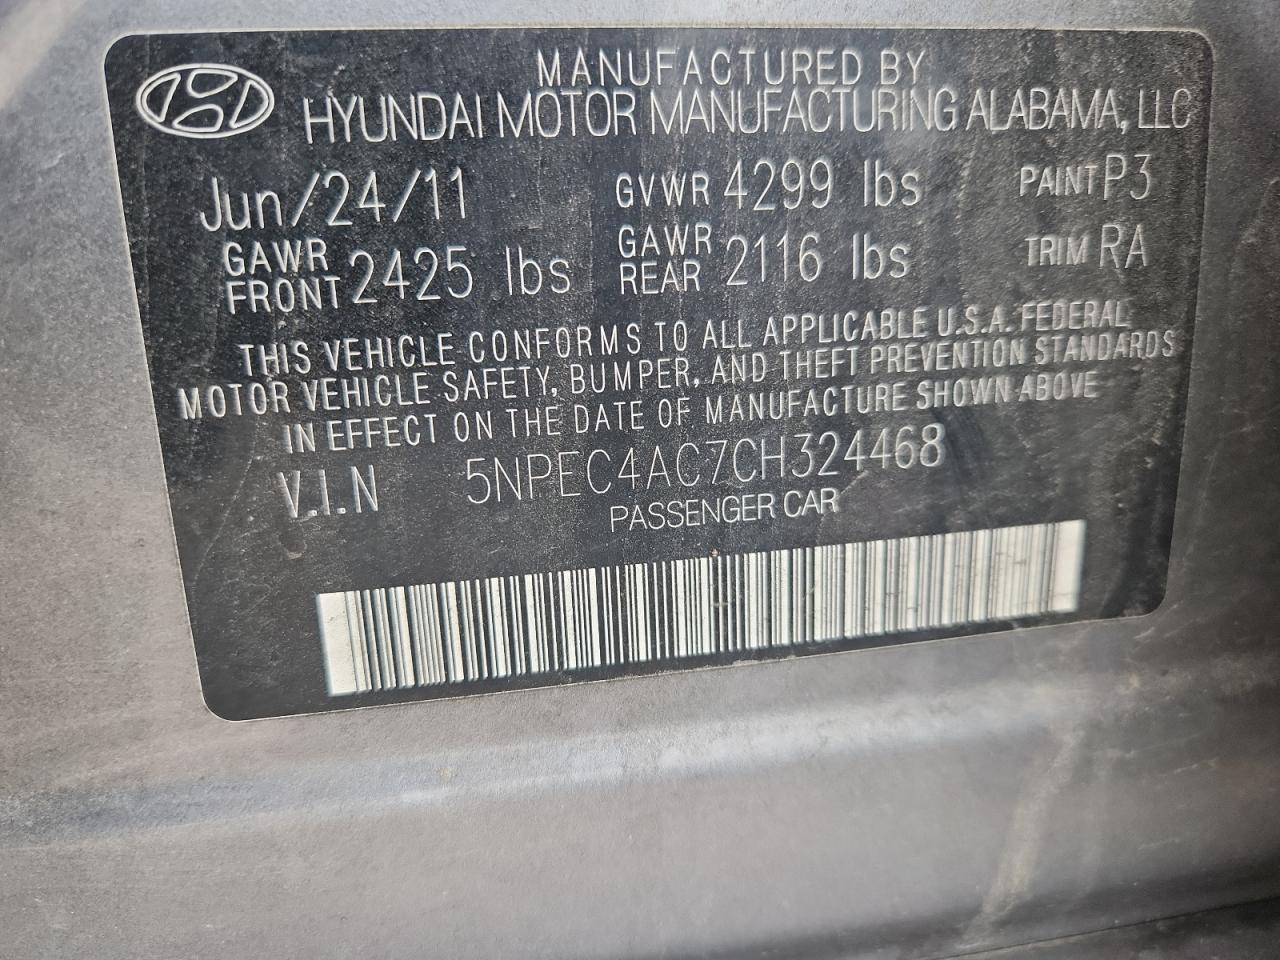 MANUFACTURED BY
HYUNDAI MOTOR MANUFACTURING ALABAMA, LLC
Jun/24/11 GVWR 4299 lbs PAINT P3
GAWR FRONT 2425 lbs GAWR REAR 2116 lbs TRIM RA
THIS VEHICLE CONFORMS TO ALL APPLICABLE U.S.A. FEDERAL
MOTOR VEHICLE SAFETY, BUMPER, AND THEFT PREVENTION STANDARDS
IN EFFECT ON THE DATE OF MANUFACTURE SHOWN ABOVE
V.I.N 5NPEC4AC7CH324468
PASSENGER CAR